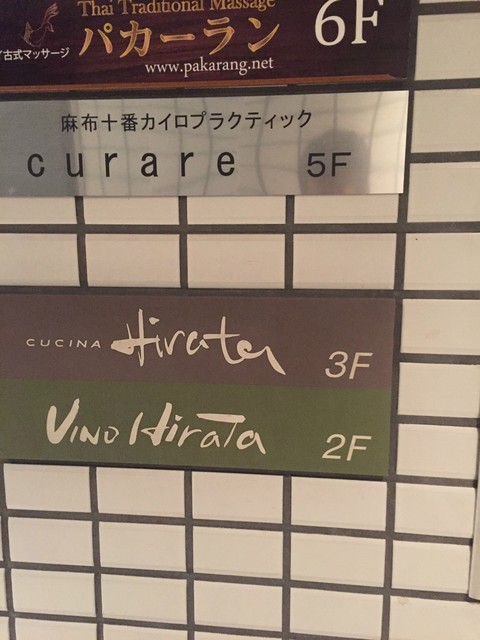 Thai Traditional Massage
パカーラン 6F
イ古式マッサージ
www.pakarang.net
麻布十番カイロプラクティック
curare 5F
CUCINA Hirata 3F
VINO HiraTa 2F